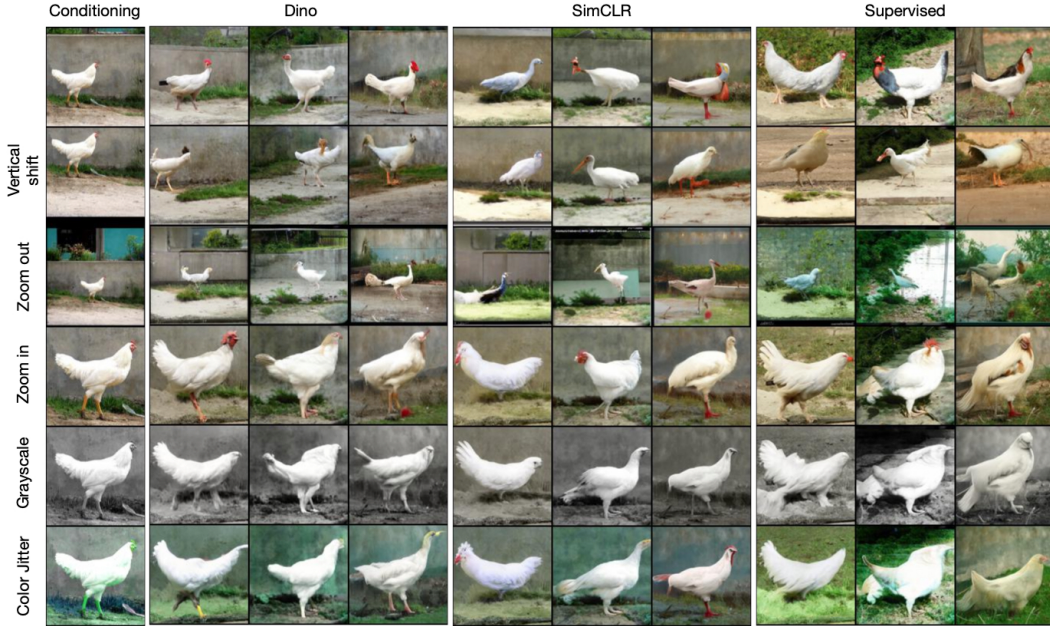 Conditioning
Dino
SimCLR
Supervised
Vertical
shift
Zoom out
Zoom in
Grayscale
Color Jitter